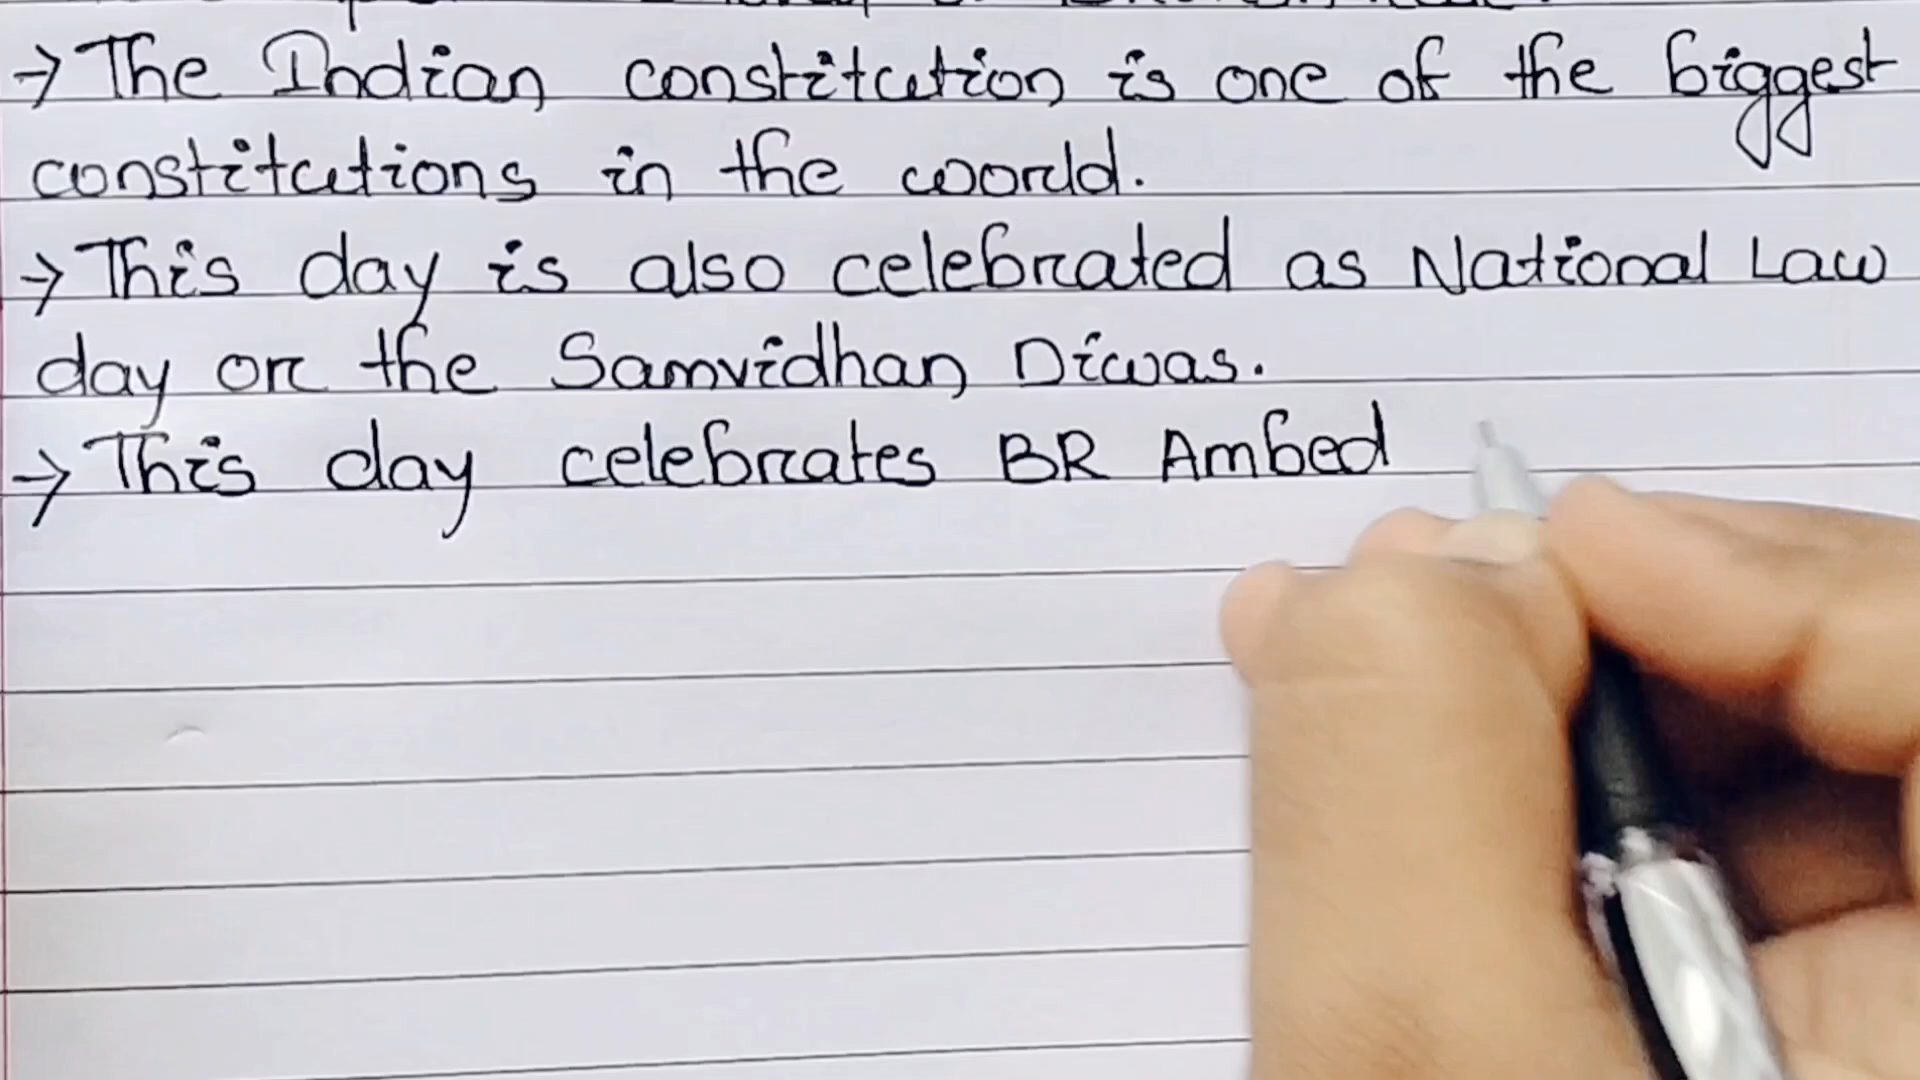 → The Indian constitution is one of the biggest
constitutions in the world.
→ This day is also celebrated as National Law
day or the Samvidhan Diwas.
→ This day celebrates BR Ambed